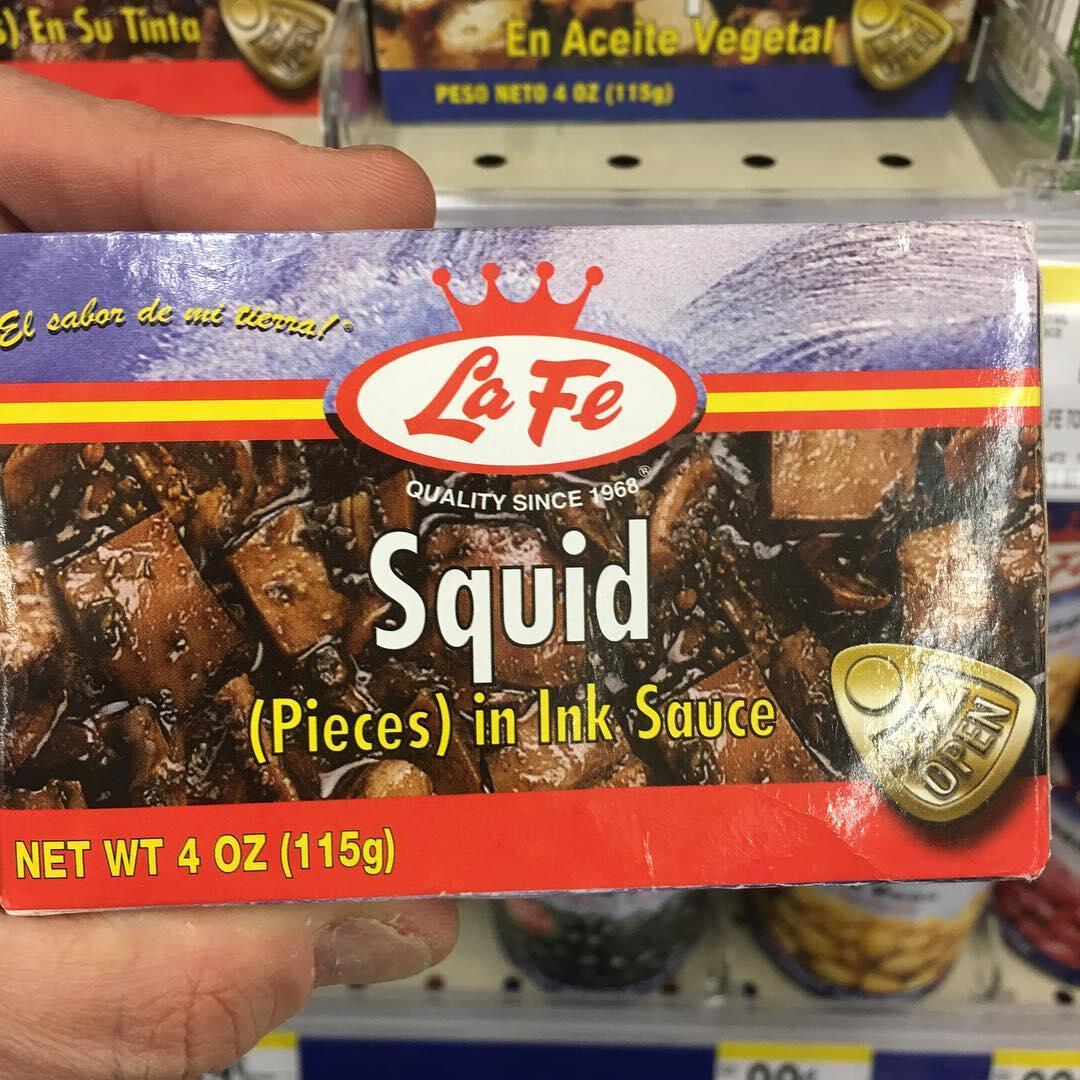 ) En Su Tinta
En Aceite Vegetal
PESO NETO 4 OZ (115g)
El sabor de mi tierra!®
La Fe
QUALITY SINCE 1968®
Squid
(Pieces) in Ink Sauce
OPEN
NET WT 4 OZ (115g)